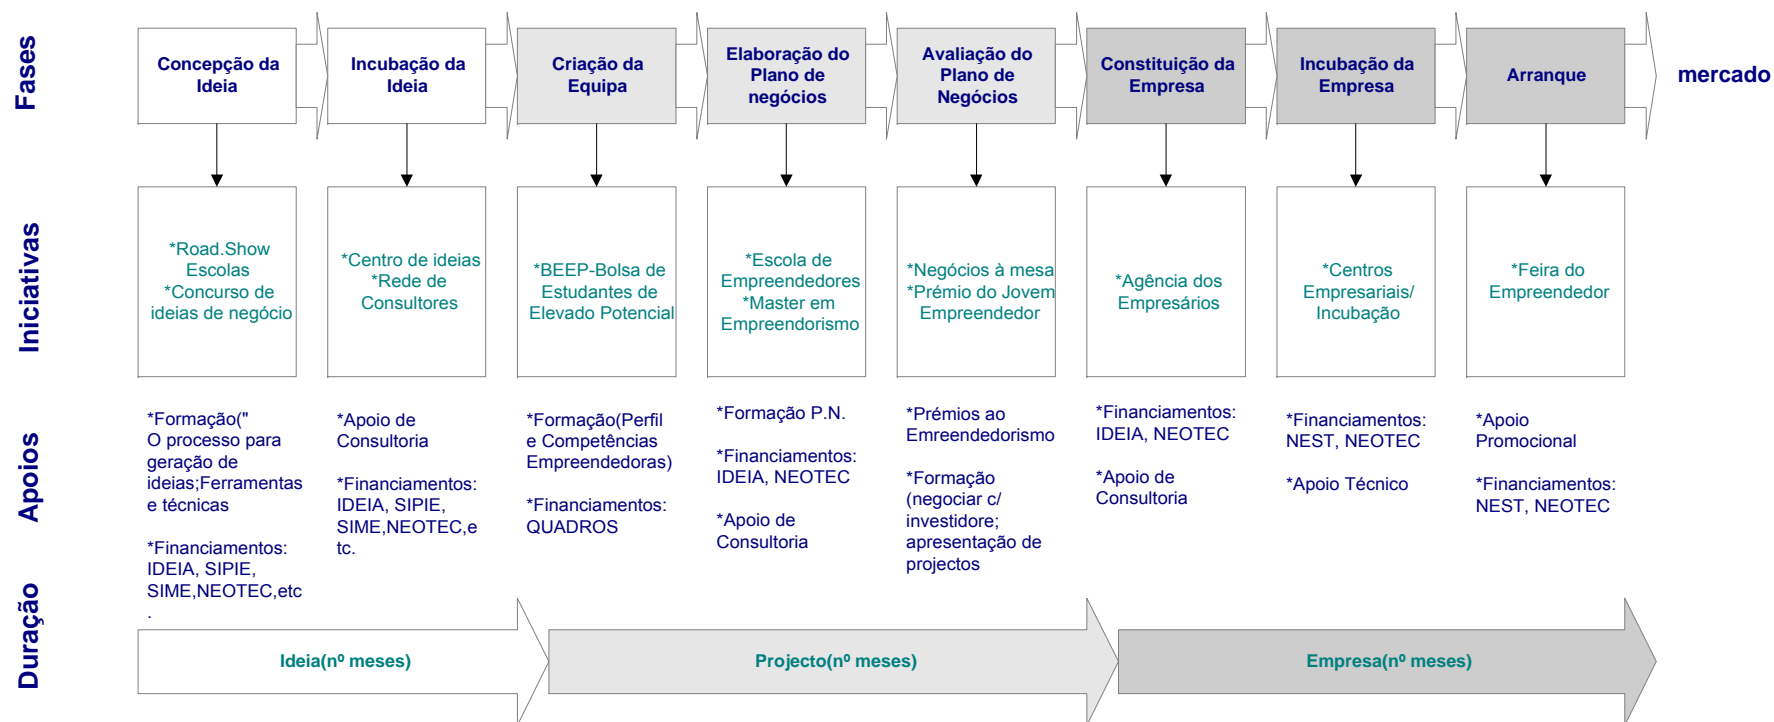 Fases
Concepção da
Ideia
Incubação da
Ideia
Criação da
Equipa
Elaboração do
Plano de
negócios
Avaliação do
Plano de
Negócios
Constituição da
Empresa
Incubação da
Empresa
Arranque
mercado
Iniciativas
*Road.Show
Escolas
*Concurso de
ideias de negócio
*Centro de ideias
*Rede de
Consultores
*BEEP-Bolsa de
Estudantes de
Elevado Potencial
*Escola de
Empreendedores
*Master em
Empreendorismo
*Negócios à mesa
*Prémio do Jovem
Empreendedor
*Agência dos
Empresários
*Centros
Empresariais/
Incubação
*Feira do
Empreendedor
Apoios
*Formação("
O processo para
geração de
ideias;Ferramentas
e técnicas
*Financiamentos:
IDEIA, SIPIE,
SIME,NEOTEC,etc
.
*Apoio de
Consultoria
*Financiamentos:
IDEIA, SIPIE,
SIME,NEOTEC,e
tc.
*Formação(Perfil
e Competências
Empreendedoras)
*Financiamentos:
QUADROS
*Formação P.N.
*Financiamentos:
IDEIA, NEOTEC
*Apoio de
Consultoria
*Prémios ao
Emreendedorismo
*Formação
(negociar c/
investidore;
apresentação de
projectos
*Financiamentos:
IDEIA, NEOTEC
*Apoio de
Consultoria
*Financiamentos:
NEST, NEOTEC
*Apoio Técnico
*Apoio
Promocional
*Financiamentos:
NEST, NEOTEC
Duração
Ideia(nº meses)
Projecto(nº meses)
Empresa(nº meses)